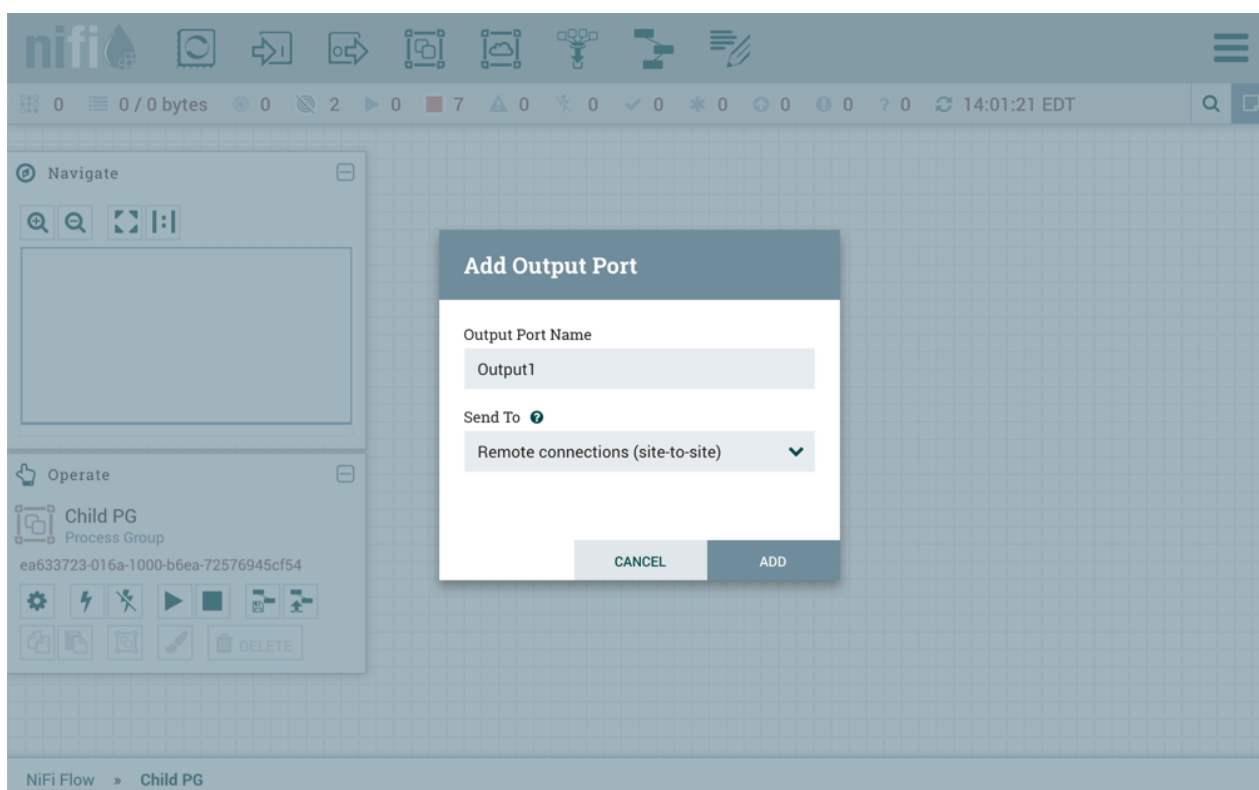 nifi
0 0 / 0 bytes 0 2 0 7 0 0 0 0 0 0 ? 0 14:01:21 EDT
Navigate
Add Output Port
Output Port Name
Output1
Send To ?
Remote connections (site-to-site)
CANCEL ADD
Operate
Child PG
Process Group
ea633723-016a-1000-b6ea-72576945cf54
DELETE
NiFi Flow » Child PG